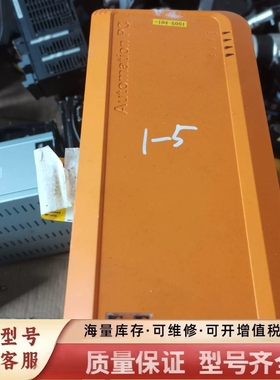 Automation PC
1-5
型号
客服
海量库存·可维修·可开增值税
质量保证 型号齐全